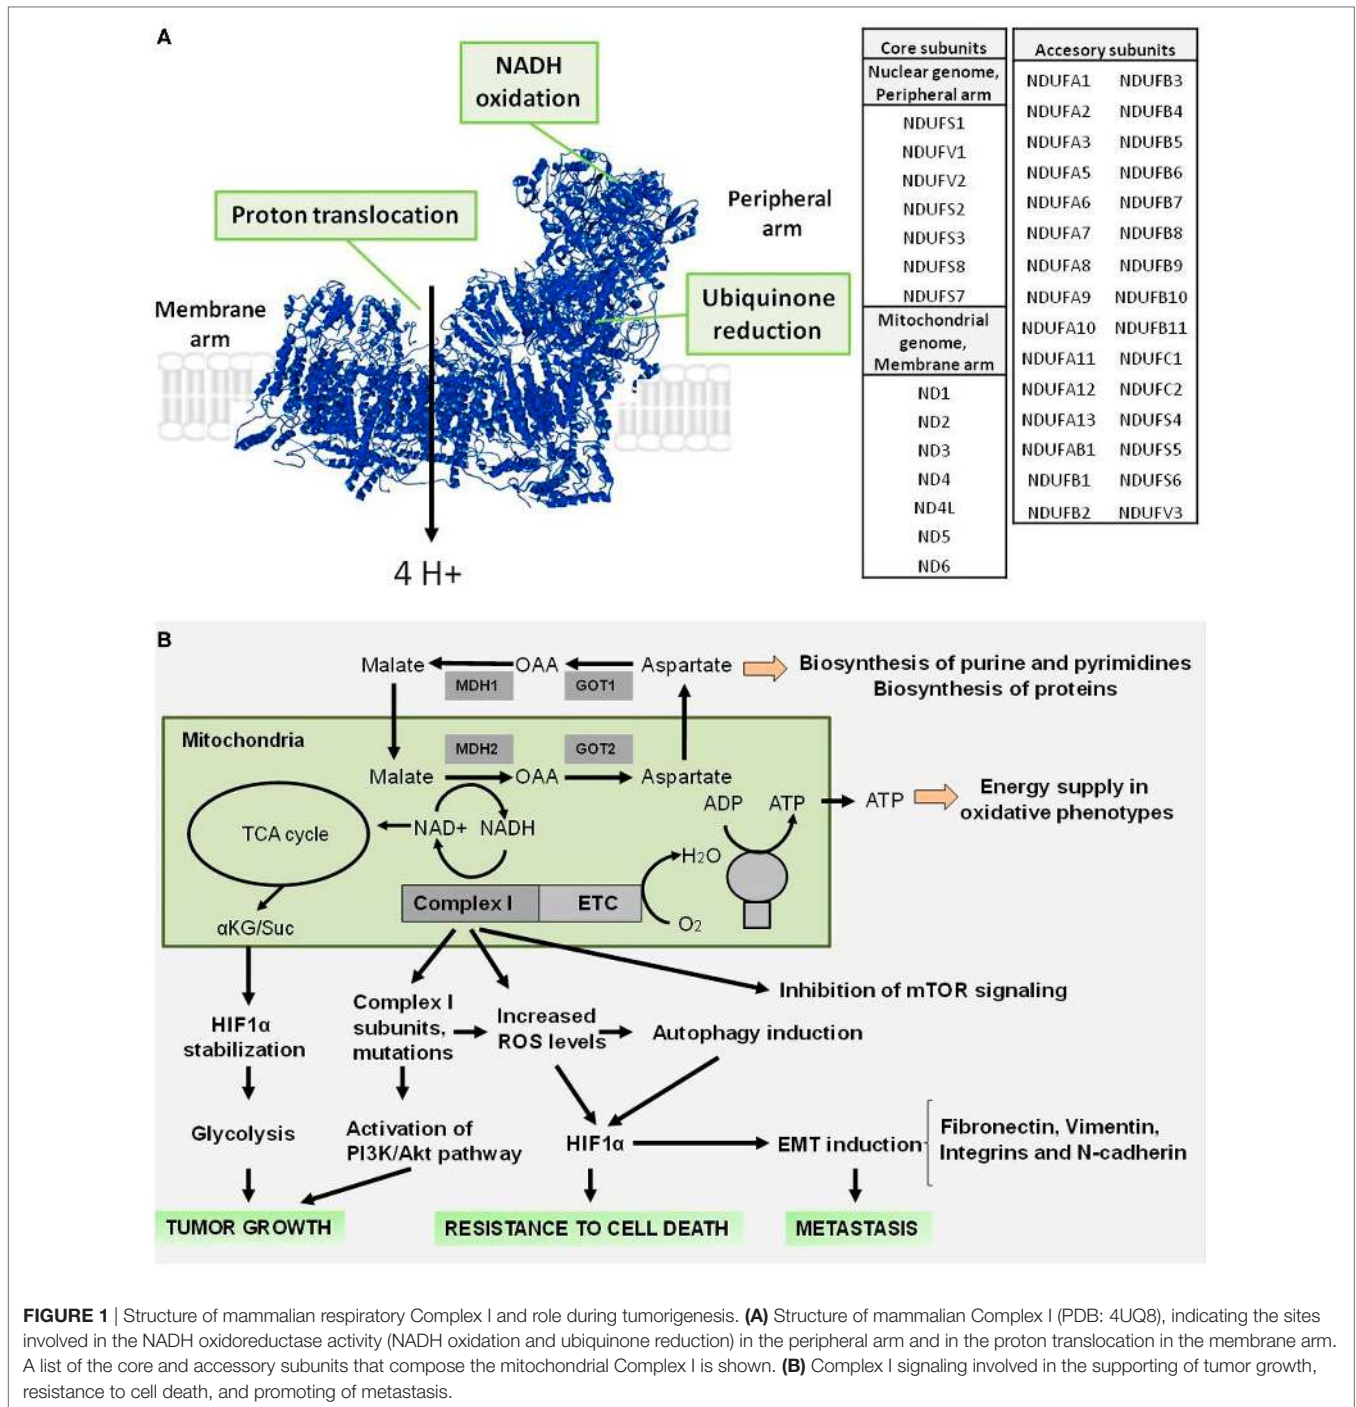 A
NADH
oxidation
Proton translocation
Peripheral
arm
Membrane
arm
Ubiquinone
reduction
4 H+
Core subunits
Nuclear genome,
Peripheral arm
NDUFS1
NDUFV1
NDUFV2
NDUFS2
NDUFS3
NDUFS8
NDUFS7
Mitochondrial
genome,
Membrane arm
ND1
ND2
ND3
ND4
ND4L
ND5
ND6
Accesory subunits
NDUFA1 NDUFB3
NDUFA2 NDUFB4
NDUFA3 NDUFB5
NDUFA5 NDUFB6
NDUFA6 NDUFB7
NDUFA7 NDUFB8
NDUFA8 NDUFB9
NDUFA9 NDUFB10
NDUFA10 NDUFB11
NDUFA11 NDUFC1
NDUFA12 NDUFC2
NDUFA13 NDUFS4
NDUFAB1 NDUFS5
NDUFB1 NDUFS6
NDUFB2 NDUFV3
B
Malate OAA Aspartate
MDH1 GOT1
Biosynthesis of purine and pyrimidines
Biosynthesis of proteins
Mitochondria
MDH2 GOT2
Malate OAA Aspartate
ADP ATP ATP
Energy supply in
oxidative phenotypes
TCA cycle
NAD+ NADH
H2O
Complex I ETC
O2
αKG/Suc
Inhibition of mTOR signaling
HIF1α
stabilization
Complex I
subunits,
mutations
Increased
ROS levels
Autophagy induction
Glycolysis
Activation of
PI3K/Akt pathway
HIF1α
EMT induction
Fibronectin, Vimentin,
Integrins and N-cadherin
TUMOR GROWTH
RESISTANCE TO CELL DEATH
METASTASIS
FIGURE 1 | Structure of mammalian respiratory Complex I and role during tumorigenesis. (A) Structure of mammalian Complex I (PDB: 4UQ8), indicating the sites
involved in the NADH oxidoreductase activity (NADH oxidation and ubiquinone reduction) in the peripheral arm and in the proton translocation in the membrane arm.
A list of the core and accessory subunits that compose the mitochondrial Complex I is shown. (B) Complex I signaling involved in the supporting of tumor growth,
resistance to cell death, and promoting of metastasis.